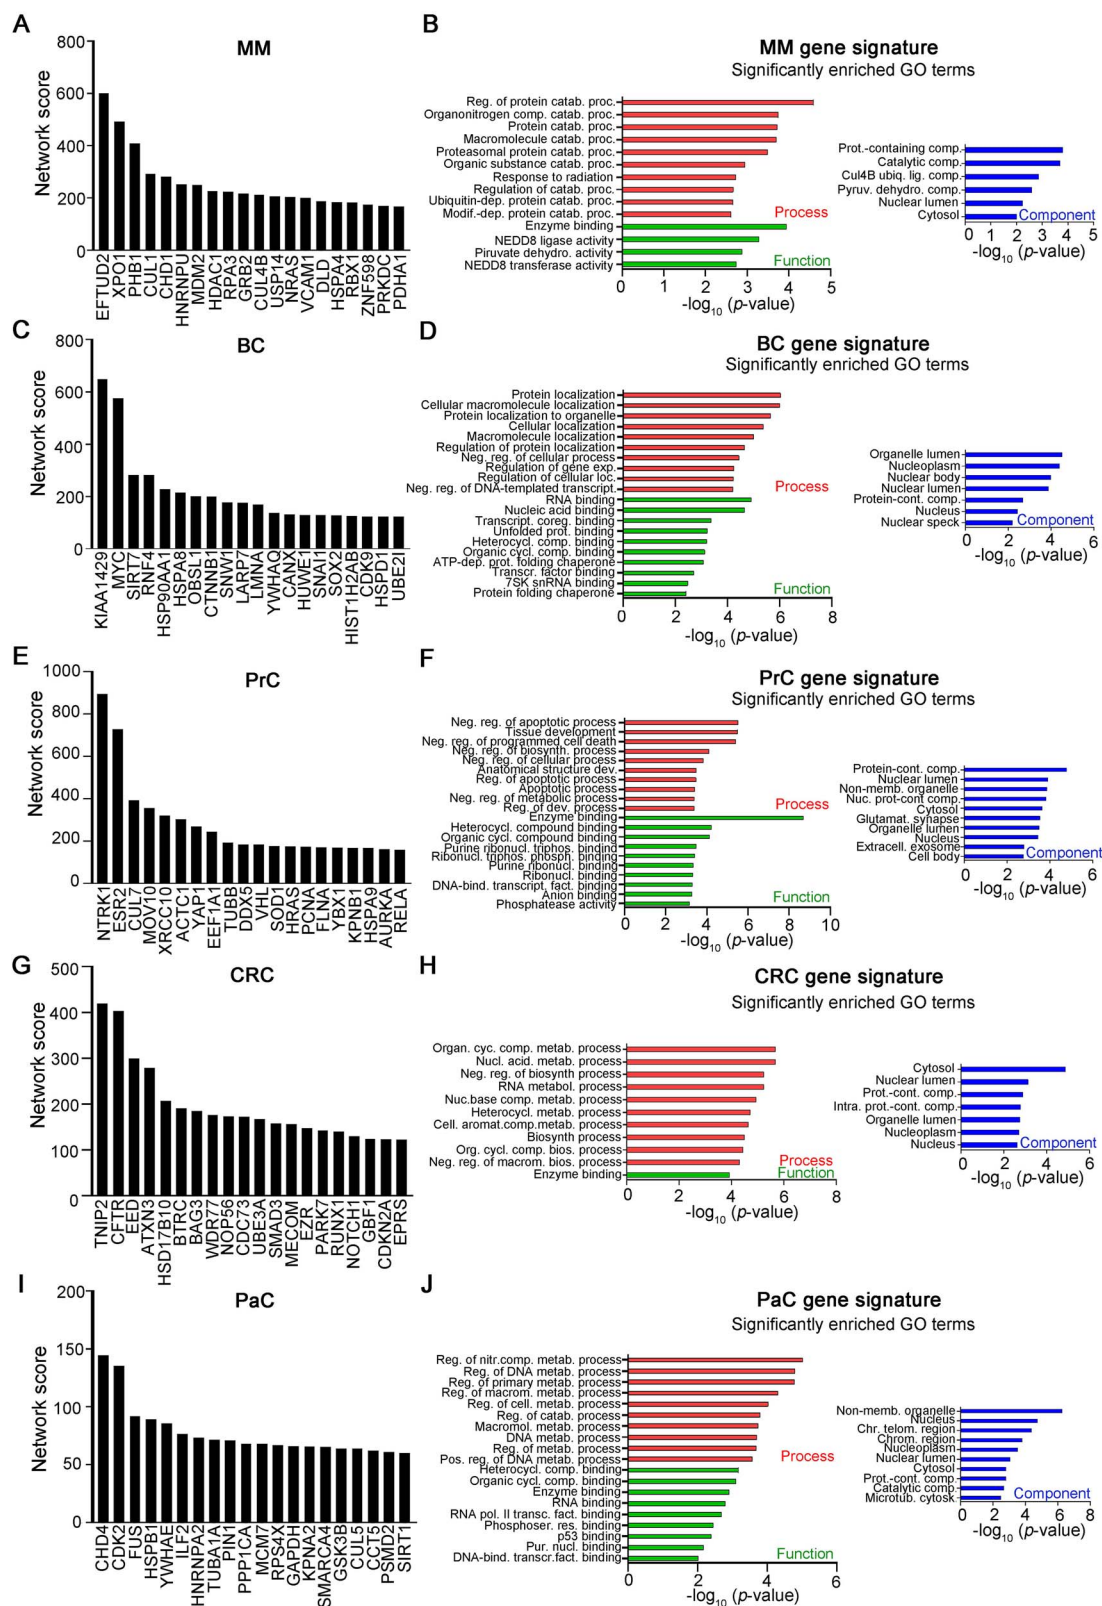 A
MM
Network score
800
600
400
200
0
EFTUD2
XPO1
PHB1
CUL1
CHD1
HNRNPU
MDM2
HDAC1
RPA3
GRB2
CUL4B
USP14
NRAS
VCAM1
DLD
HSPA4
RBX1
ZNF598
PRKDC
PDHA1
B
MM gene signature
Significantly enriched GO terms
Reg. of protein catab. proc.
Organonitrogen comp. catab. proc.
Protein catab. proc.
Macromolecule catab. proc.
Proteasomal protein catab. proc.
Organic substance catab. proc.
Response to radiation
Regulation of catab. proc.
Ubiquitin-dep. protein catab. proc.
Modif.-dep. protein catab. proc.
Process
Enzyme binding
NEDD8 ligase activity
Piruvate dehydro. activity
NEDD8 transferase activity
Function
0 1 2 3 4 5
-log10 (p-value)
Prot.-containing comp.
Catalytic comp.
Cul4B ubiq. lig. comp.
Pyruv. dehydro. comp.
Nuclear lumen
Cytosol
Component
0 1 2 3 4 5
-log10 (p-value)
C
BC
Network score
800
600
400
200
0
KIAA1429
MYC
SIRT7
RNF4
HSP90AA1
HSPA8
OBSL1
CTNNB1
SNW1
LARP7
LMNA
YWHAQ
CANX
HUWE1
SNAI1
SOX2
HIST1H2AB
CDK9
HSPD1
UBE2I
D
BC gene signature
Significantly enriched GO terms
Protein localization
Cellular macromolecule localization
Protein localization to organelle
Cellular localization
Macromolecule localization
Regulation of protein localization
Neg. reg. of cellular process
Regulation of gene exp.
Regulation of cellular loc.
Neg. reg. of DNA-templated transcript.
Process
RNA binding
Nucleic acid binding
Transcript. coreg. binding
Unfolded prot. binding
Heterocycl. comp. binding
Organic cycl. comp. binding
ATP-dep. prot. folding chaperone
Transcr. factor binding
7SK snRNA binding
Protein folding chaperone
Function
0 2 4 6 8
-log10 (p-value)
Organelle lumen
Nucleoplasm
Nuclear body
Nuclear lumen
Protein-cont. comp.
Nucleus
Nuclear speck
Component
0 2 4 6
-log10 (p-value)
E
PrC
Network score
1000
800
600
400
200
0
NTRK1
ESR2
CUL7
MOV10
XRCC10
ACTC1
YAP1
EEF1A1
TUBB
DDX5
VHL
SOD1
HRAS
PCNA
FLNA
YBX1
KPNB1
HSPA9
AURKA
RELA
F
PrC gene signature
Significantly enriched GO terms
Neg. reg. of apoptotic process
Tissue development
Neg. reg. of programmed cell death
Neg. reg. of biosynth. process
Neg. reg. of cellular process
Anatomical structure dev.
Reg. of apoptotic process
Apoptotic process
Neg. reg. of metabolic process
Reg. of dev. process
Process
Enzyme binding
Heterocycl. compound binding
Organic cycl. compound binding
Purine ribonucl. triphos. binding
Ribonucl. triphos. phosph. binding
Purine ribonucl. binding
Ribonucl. binding
DNA-bind. transcript. fact. binding
Anion binding
Phosphatease activity
Function
0 2 4 6 8 10
-log10 (p-value)
Protein-cont. comp.
Nuclear lumen
Non-memb. organelle
Nuc. prot-cont comp.
Cytosol
Glutamat. synapse
Organelle lumen
Nucleus
Extracell. exosome
Cell body
Component
0 2 4 6
-log10 (p-value)
G
CRC
Network score
500
400
300
200
100
0
TNIP2
CFTR
EED
ATXN3
HSD17B10
BTRC
BAG3
WDR77
NOP56
CDC73
UBE3A
SMAD3
MECOM
EZR
PARK7
RUNX1
NOTCH1
GBF1
CDKN2A
EPRS
H
CRC gene signature
Significantly enriched GO terms
Organ. cyc. comp. metab. process
Nucl. acid. metab. process
Neg. reg. of biosynth process
RNA metabol. process
Nuc.base comp. metab. process
Heterocycl. metab. process
Cell. aromat.comp.metab. process
Biosynth process
Org. cycl. comp. bios. process
Neg. reg. of macrom. bios. process
Process
Enzyme binding
Function
0 2 4 6 8
-log10 (p-value)
Cytosol
Nuclear lumen
Prot.-cont. comp.
Intra. prot.-cont. comp.
Organelle lumen
Nucleoplasm
Nucleus
Component
0 2 4 6
-log10 (p-value)
I
PaC
Network score
200
150
100
50
0
CHD4
CDK2
FUS
HSPB1
YWHAE
ILF2
HNRNPA2
TUBA1A
PIN1
PPP1CA
MCM7
RPS4X
GAPDH
KPNA2
SMARCA4
GSK3B
CUL5
CCT5
PSMD2
SIRT1
J
PaC gene signature
Significantly enriched GO terms
Reg. of nitr.comp. metab. process
Reg. of DNA metab. process
Reg. of primary metab. process
Reg. of macrom. metab. process
Reg. of cell. metab. process
Reg. of catab. process
Macromol. metab. process
DNA metab. process
Reg. of metab. process
Pos. reg. of DNA metab. process
Process
Heterocycl. comp. binding
Organic cycl. comp. binding
Enzyme binding
RNA binding
RNA pol. II transc. fact. binding
Phosphoser. res. binding
p53 binding
Pur. nucl. binding
DNA-bind. transcr.fact. binding
Function
0 2 4 6
-log10 (p-value)
Non-memb. organelle
Nucleus
Chr. telom. region
Chrom. region
Nucleoplasm
Nuclear lumen
Cytosol
Prot.-cont. comp.
Catalytic comp.
Microtub. cytosk.
Component
0 2 4 6 8
-log10 (p-value)